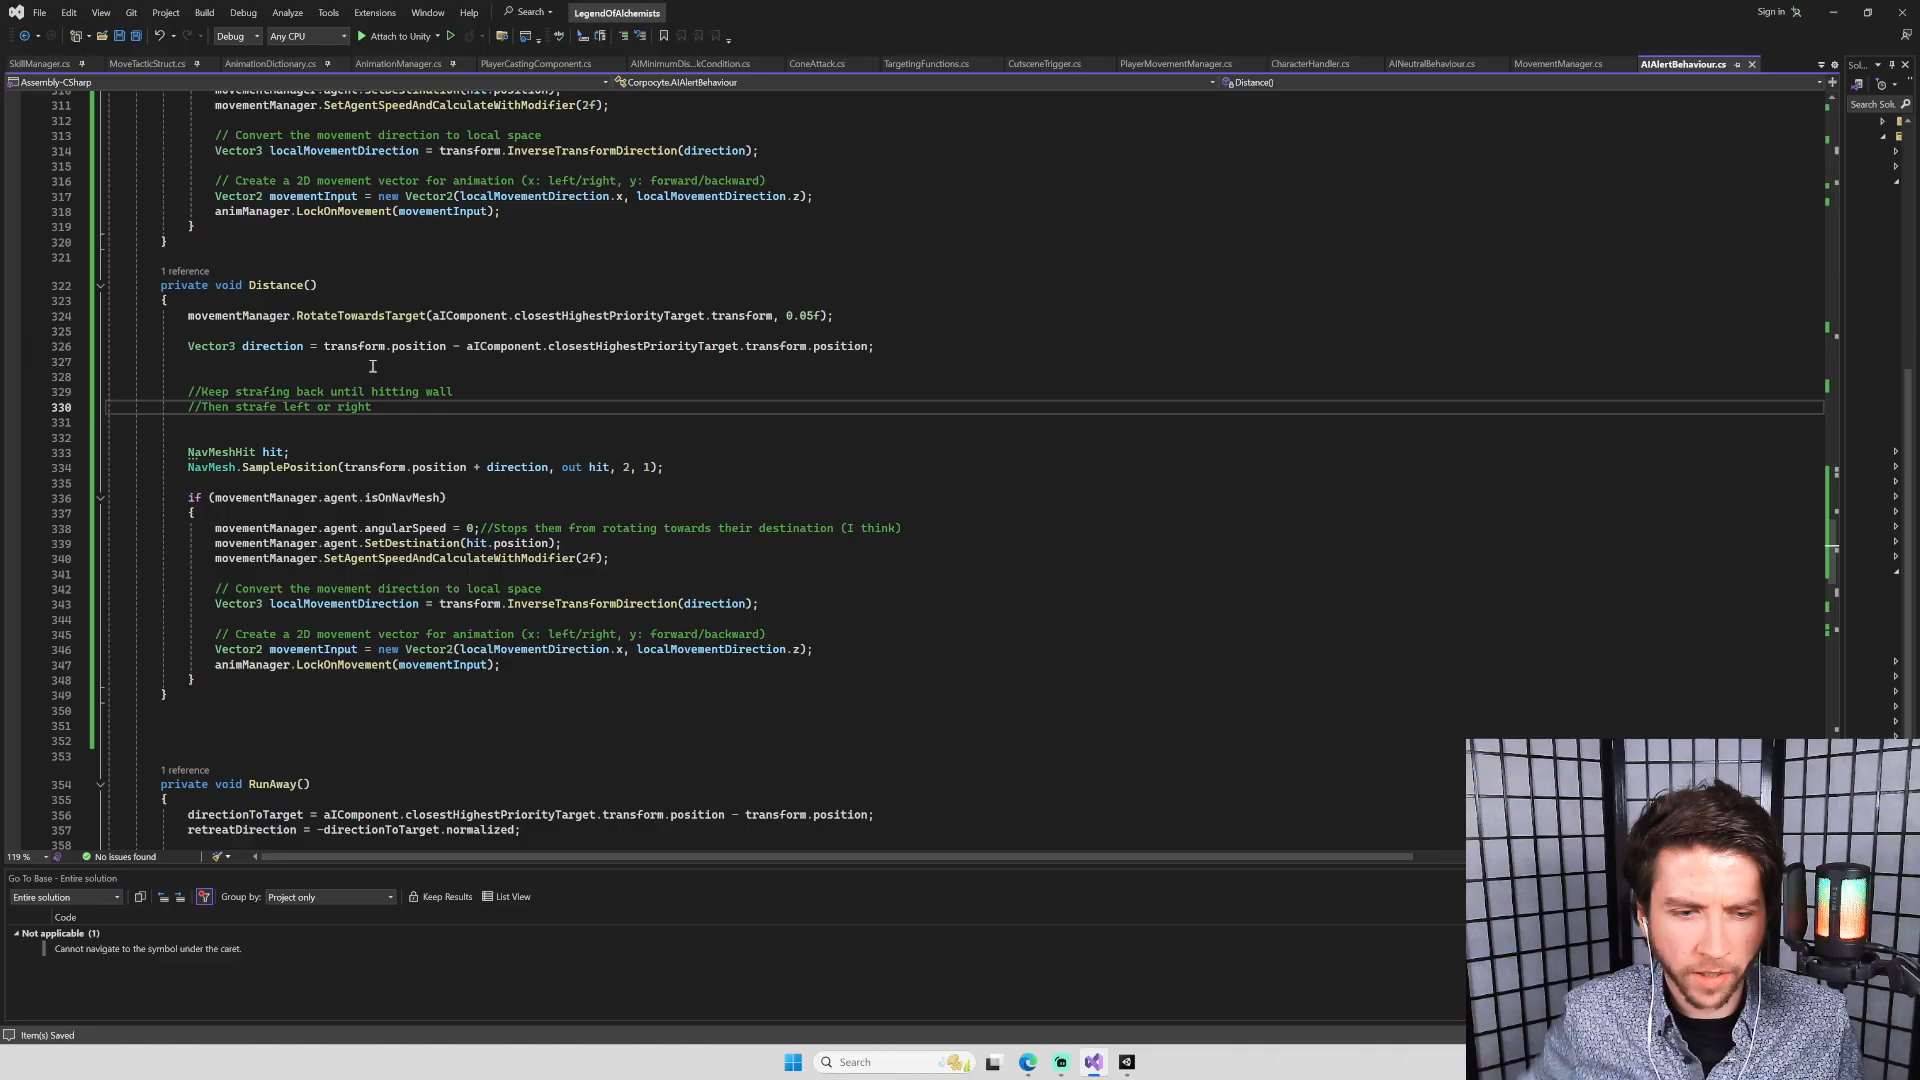 File Edit View Git Project Build Debug Analyze Tools Extensions Window Help Search LegendOfAlchemists Sign in
Debug Any CPU Attach to Unity
SkillManager.cs MoveTacticStruct.cs AnimationDictionary.cs AnimationManager.cs PlayerCastingComponent.cs AIMinimumDis...kCondition.cs ConeAttack.cs TargetingFunctions.cs CutsceneTrigger.cs PlayerMovementManager.cs CharacterHandler.cs AINeutralBehaviour.cs MovementManager.cs AIAlertBehaviour.cs Sol...
Assembly-CSharp Corpocyte.AIAlertBehaviour Distance()
Search Solu
311 movementManager.SetAgentSpeedAndCalculateWithModifier(2f);
312
313 // Convert the movement direction to local space
314 Vector3 localMovementDirection = transform.InverseTransformDirection(direction);
315
316 // Create a 2D movement vector for animation (x: left/right, y: forward/backward)
317 Vector2 movementInput = new Vector2(localMovementDirection.x, localMovementDirection.z);
318 animManager.LockOnMovement(movementInput);
319 }
320 }
321
1 reference
322 private void Distance()
323 {
324 movementManager.RotateTowardsTarget(aIComponent.closestHighestPriorityTarget.transform, 0.05f);
325
326 Vector3 direction = transform.position - aIComponent.closestHighestPriorityTarget.transform.position;
327
328
329 //Keep strafing back until hitting wall
330 //Then strafe left or right
331
332
333 NavMeshHit hit;
334 NavMesh.SamplePosition(transform.position + direction, out hit, 2, 1);
335
336 if (movementManager.agent.isOnNavMesh)
337 {
338 movementManager.agent.angularSpeed = 0;//Stops them from rotating towards their destination (I think)
339 movementManager.agent.SetDestination(hit.position);
340 movementManager.SetAgentSpeedAndCalculateWithModifier(2f);
341
342 // Convert the movement direction to local space
343 Vector3 localMovementDirection = transform.InverseTransformDirection(direction);
344
345 // Create a 2D movement vector for animation (x: left/right, y: forward/backward)
346 Vector2 movementInput = new Vector2(localMovementDirection.x, localMovementDirection.z);
347 animManager.LockOnMovement(movementInput);
348 }
349 }
350
351
352
353
1 reference
354 private void RunAway()
355 {
356 directionToTarget = aIComponent.closestHighestPriorityTarget.transform.position - transform.position;
357 retreatDirection = -directionToTarget.normalized;
358
119 % No issues found
Go To Base - Entire solution
Entire solution Group by: Project only Keep Results List View
Code
Not applicable (1)
Cannot navigate to the symbol under the caret.
Item(s) Saved
Search